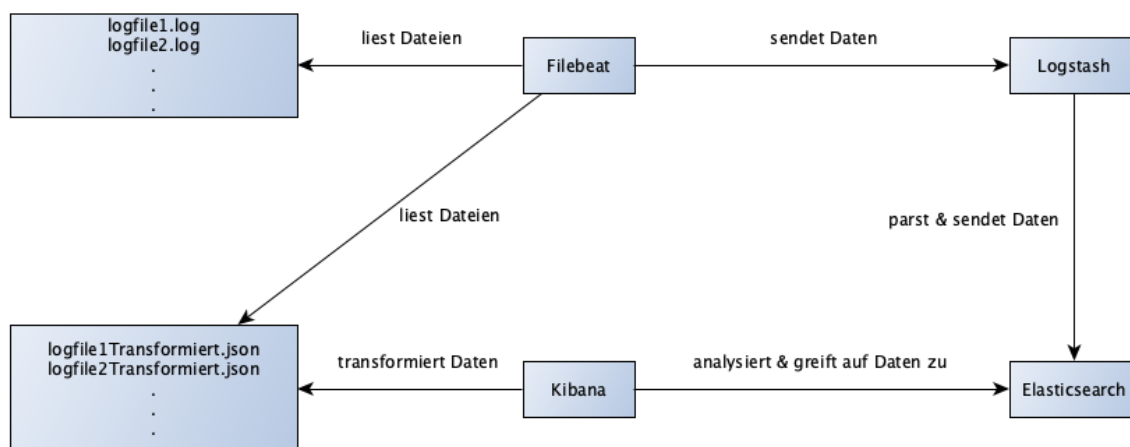 logfile1.log
logfile2.log
.
.
.
liest Dateien
Filebeat
sendet Daten
Logstash
liest Dateien
parst & sendet Daten
logfile1Transformiert.json
logfile2Transformiert.json
.
.
.
transformiert Daten
Kibana
analysiert & greift auf Daten zu
Elasticsearch